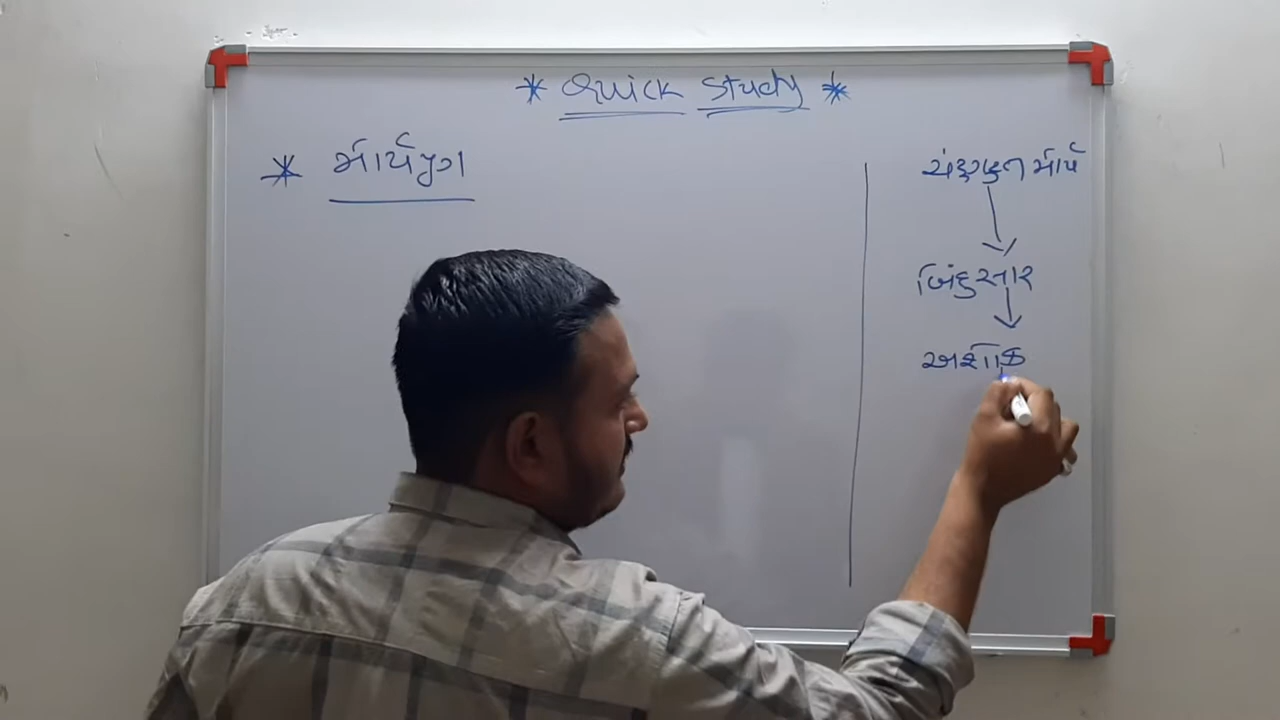 * Quick Study *
* મૌર્યયુગ
ચંદ્રગુપ્ત મૌર્ય
બિંદુસાર
અશોક